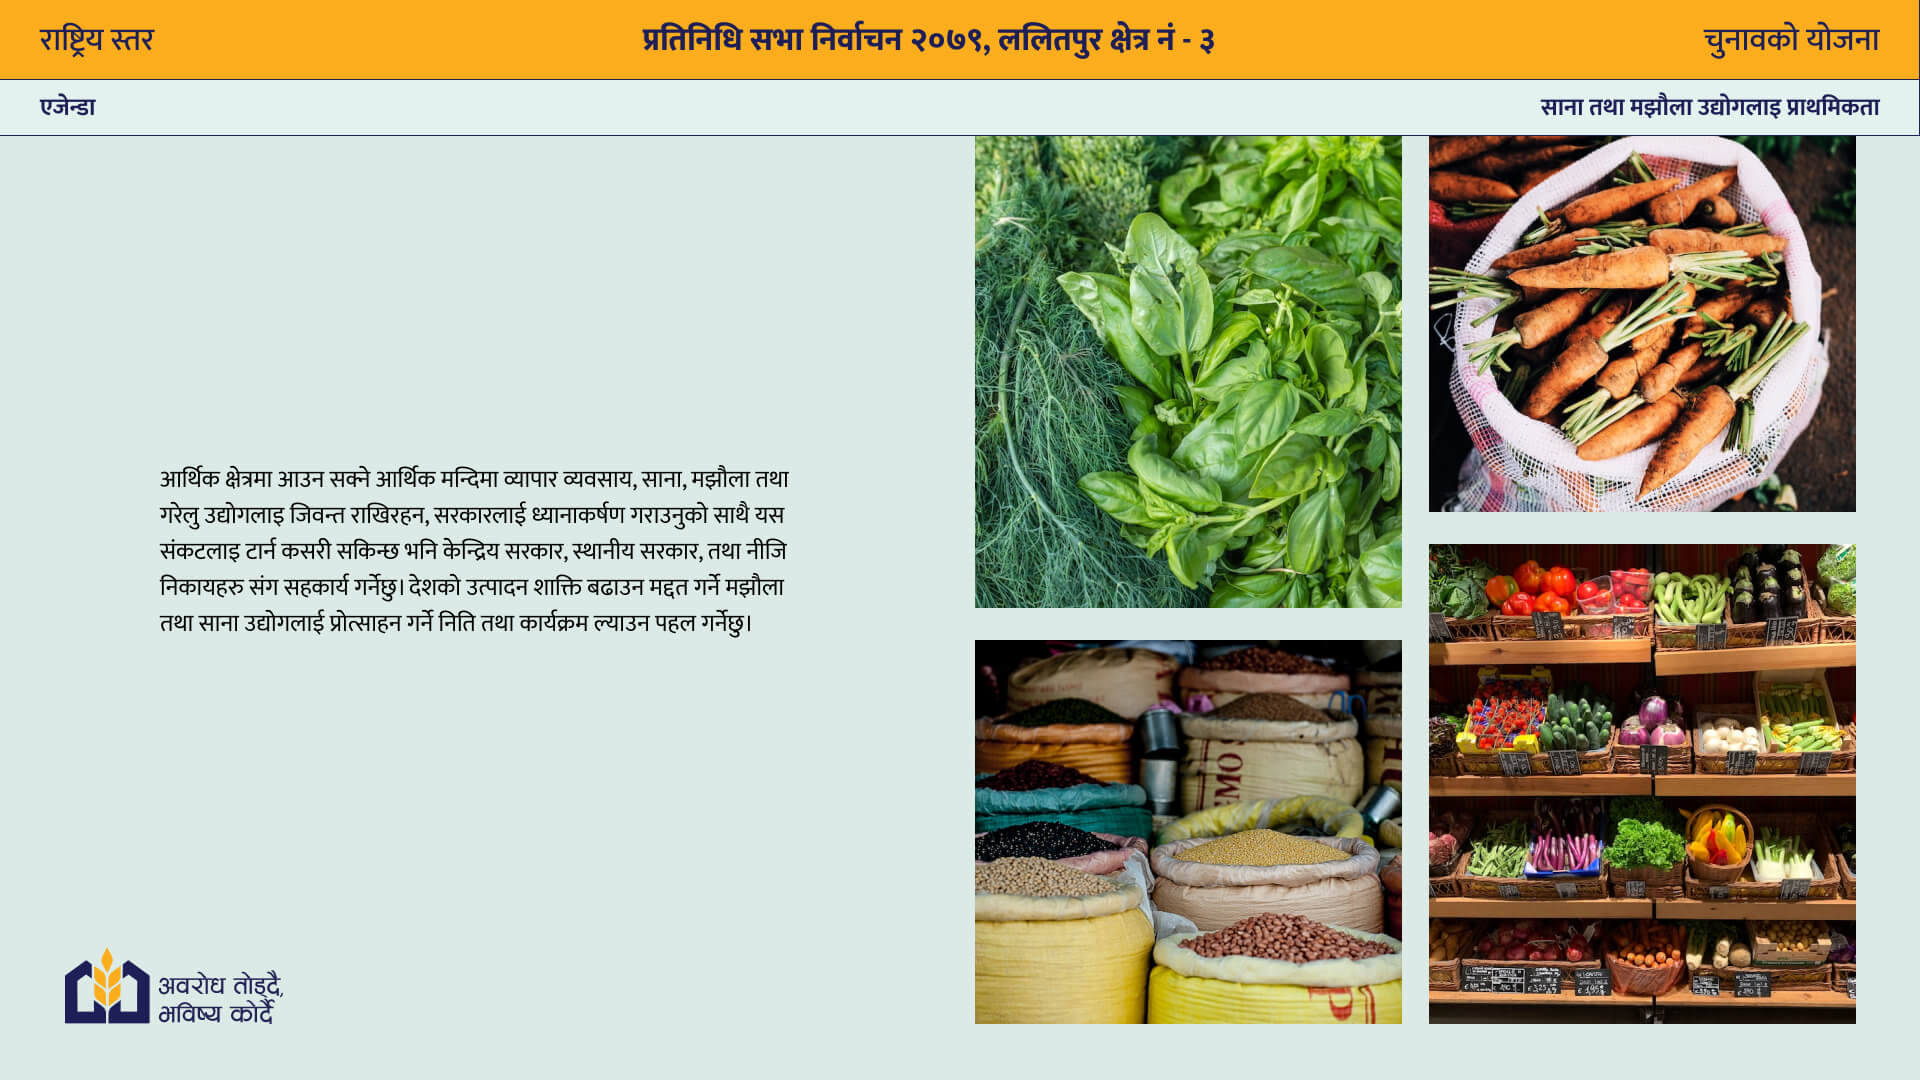 राष्ट्रिय स्तर
प्रतिनिधि सभा निर्वाचन २०७९, ललितपुर क्षेत्र नं - ३
चुनावको योजना
एजेन्डा
साना तथा मझौला उद्योगलाइ प्राथमिकता
आर्थिक क्षेत्रमा आउन सक्ने आर्थिक मन्दिमा व्यापार व्यवसाय, साना, मझौला तथा
गरेलु उद्योगलाइ जिवन्त राखिरहन, सरकारलाई ध्यानाकर्षण गराउनुको साथै यस
संकटलाइ टार्न कसरी सकिन्छ भनि केन्द्रिय सरकार, स्थानीय सरकार, तथा नीजि
निकायहरु संग सहकार्य गर्नेछु। देशको उत्पादन शाक्ति बढाउन मद्दत गर्ने मझौला
तथा साना उद्योगलाई प्रोत्साहन गर्ने निति तथा कार्यक्रम ल्याउन पहल गर्नेछु।
अवरोध तोड्दै,
भविष्य कोर्दै